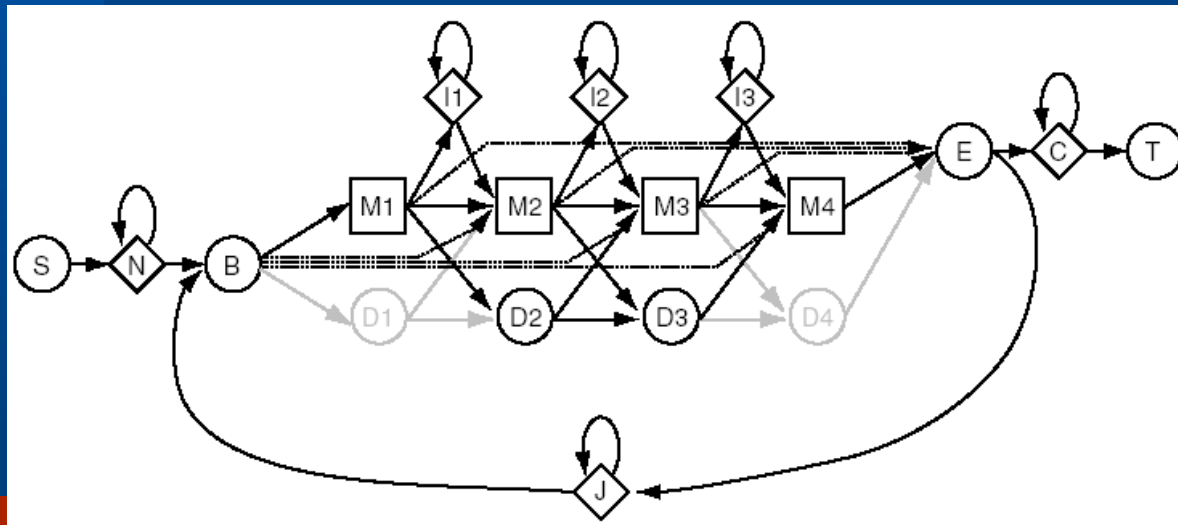 I1 I2 I3
E C T
M1 M2 M3 M4
S N B
D1 D2 D3 D4
J